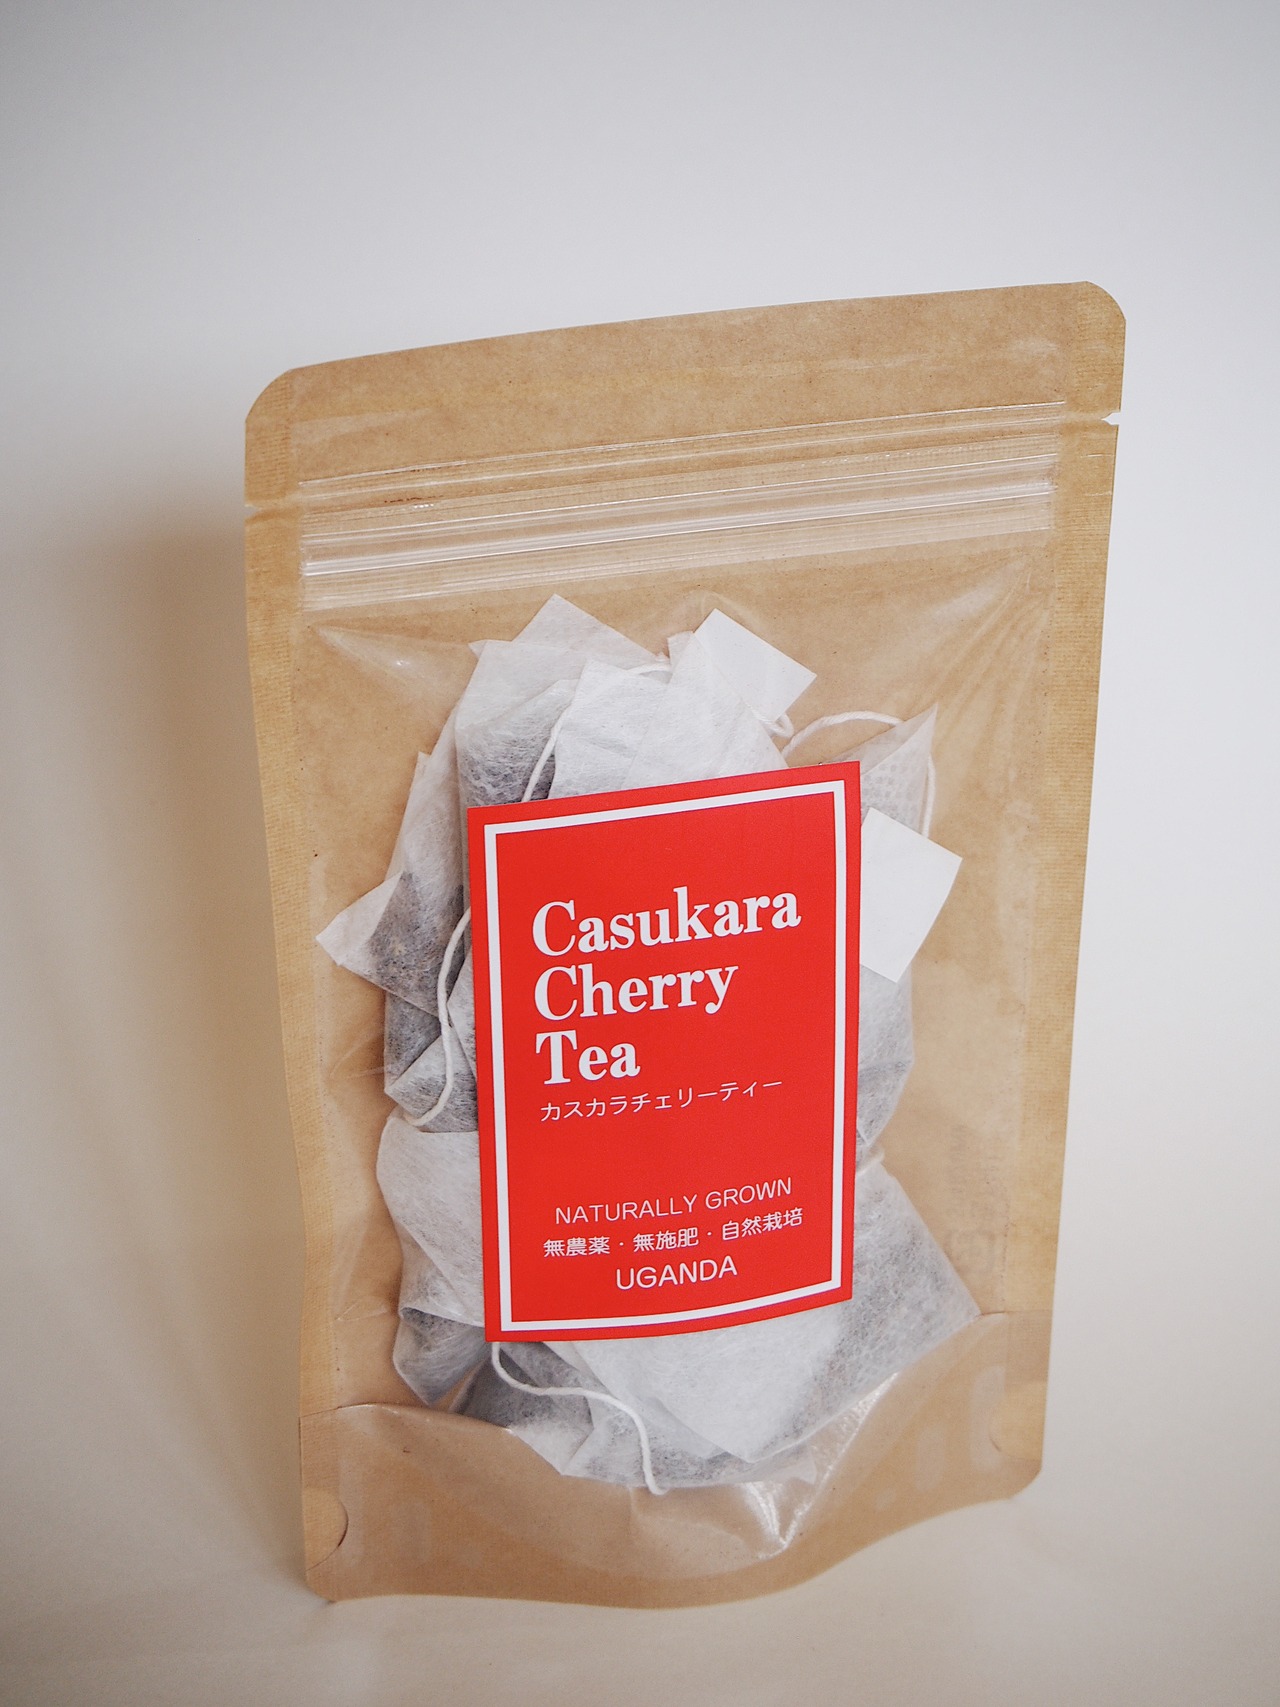 Casukara
Cherry
Tea
カスカラチェリーティー
NATURALLY GROWN
無農薬・無施肥・自然栽培
UGANDA